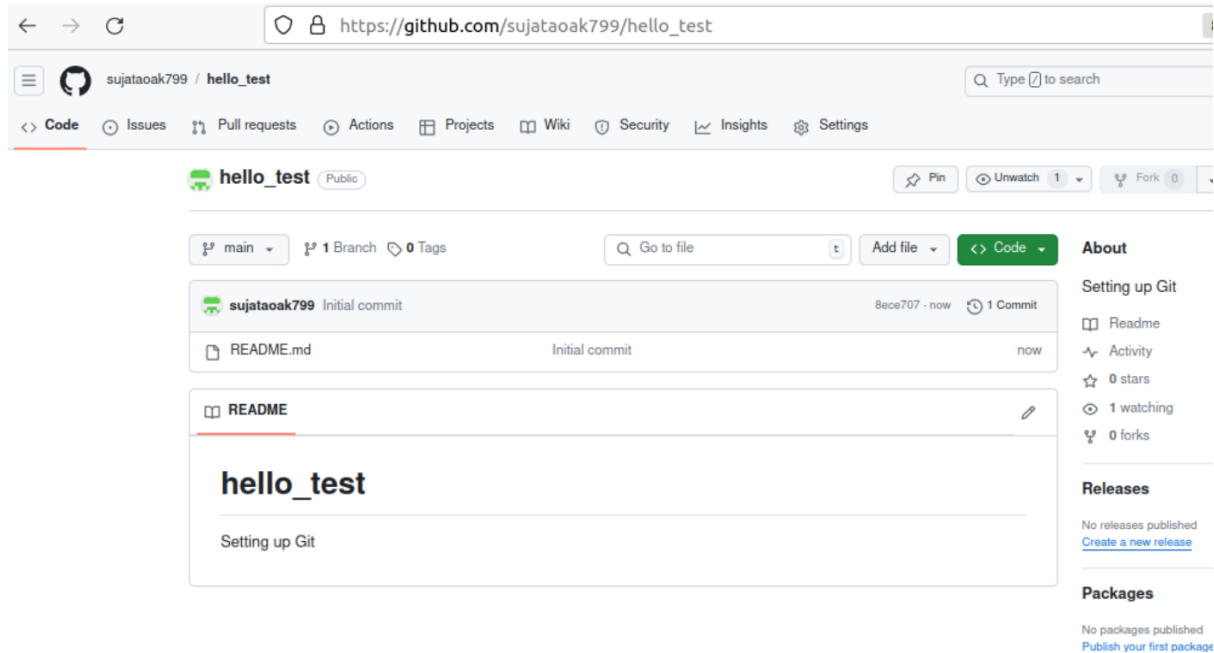 https://github.com/sujataoak799/hello_test
sujataoak799 / hello_test
Type / to search
Code Issues Pull requests Actions Projects Wiki Security Insights Settings
hello_test Public
Pin Unwatch 1 Fork 0
main 1 Branch 0 Tags Go to file t Add file Code
sujataoak799 Initial commit 8ece707 · now 1 Commit
README.md Initial commit now
README
hello_test
Setting up Git
About
Setting up Git
Readme
Activity
0 stars
1 watching
0 forks
Releases
No releases published
Create a new release
Packages
No packages published
Publish your first package